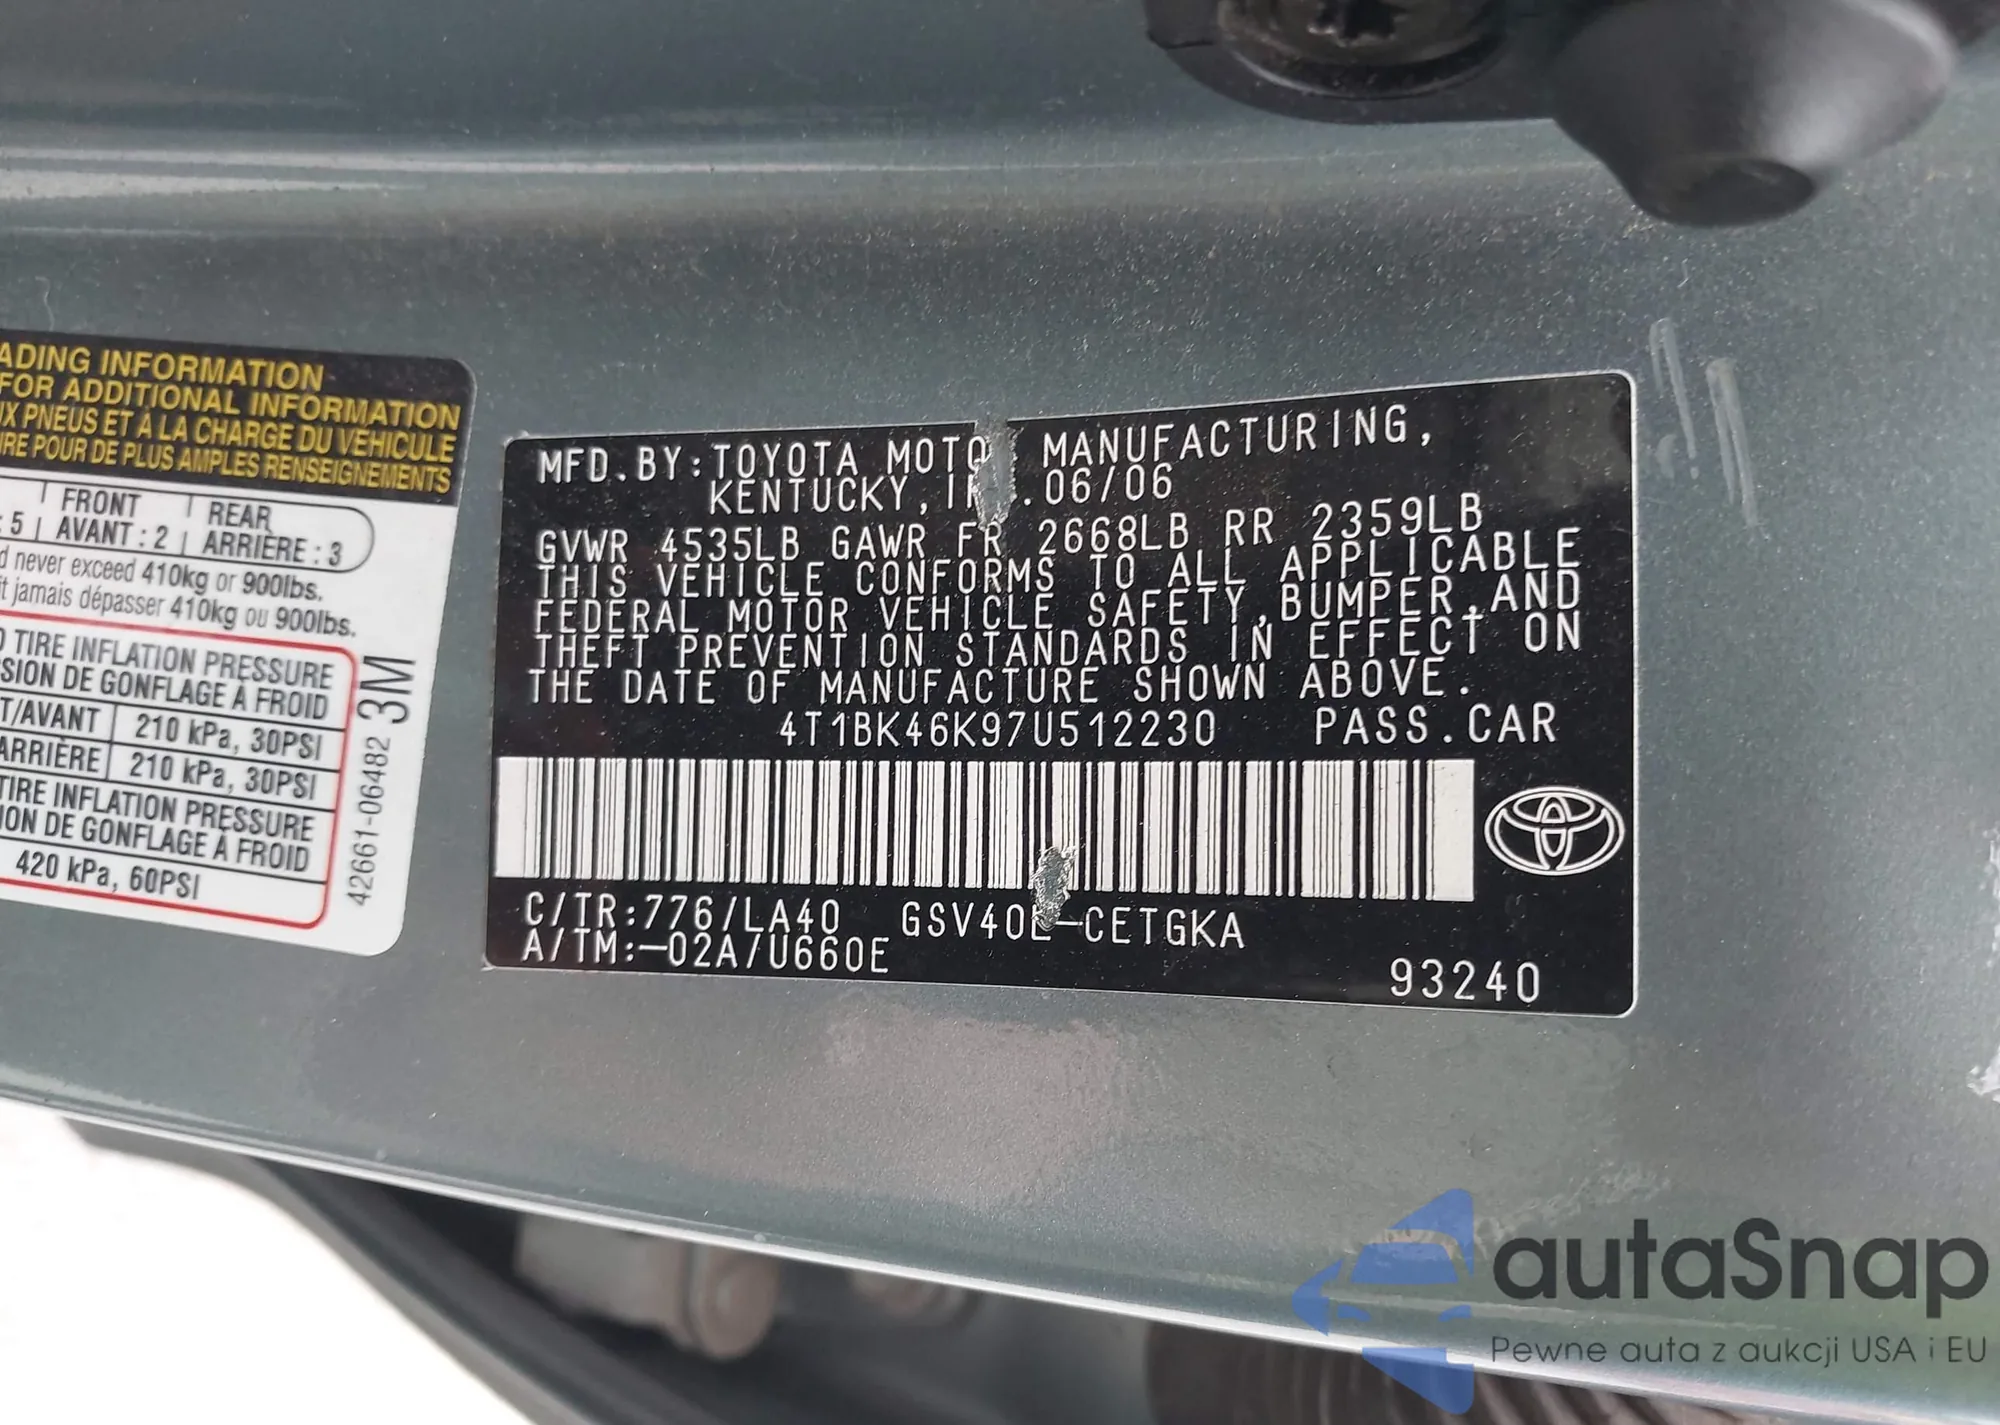 ADING INFORMATION
FOR ADDITIONAL INFORMATION
UX PNEUS ET À LA CHARGE DU VÉHICULE
IRE POUR DE PLUS AMPLES RENSEIGNEMENTS
: 5 FRONT AVANT : 2 REAR ARRIÈRE : 3
d never exceed 410kg or 900lbs.
it jamais dépasser 410kg ou 900lbs.
D TIRE INFLATION PRESSURE
SION DE GONFLAGE À FROID
T/AVANT 210 kPa, 30PSI
ARRIÈRE 210 kPa, 30PSI
TIRE INFLATION PRESSURE
ION DE GONFLAGE À FROID
420 kPa, 60PSI
42661-06482 3M
MFD.BY:TOYOTA MOTO MANUFACTURING,
KENTUCKY, 06/06
GVWR 4535LB GAWR FR 2668LB RR 2359LB
THIS VEHICLE CONFORMS TO ALL APPLICABLE
FEDERAL MOTOR VEHICLE SAFETY,BUMPER,AND
THEFT PREVENTION STANDARDS IN EFFECT ON
THE DATE OF MANUFACTURE SHOWN ABOVE.
4T1BK46K97U512230 PASS.CAR
C/TR:776/LA40 GSV40L-CETGKA
A/TM:-02A/U660E
93240
autaSnap
Pewne auta z aukcji USA i EU